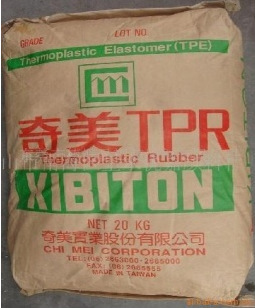 GRADE LOT NO
Thermoplastic Elastomer (TPE)
奇美TPR
Thermoplastic Rubber
XIBITON
NET 20 KG
奇美實業股份有限公司
CHI MEI CORPORATION
MADE IN TAIWAN